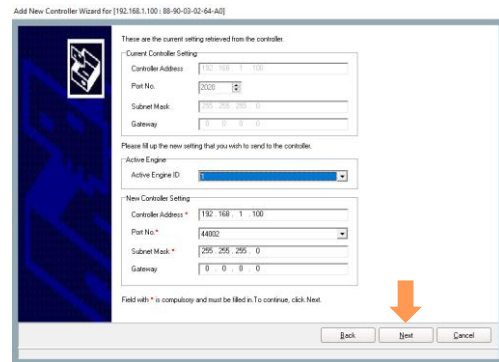 Add New Controller Wizard for [192.168.1.100 : 88-90-03-02-64-A0]
These are the current setting retrieved from the controller.
Current Controller Setting
Controller Address 192 . 168 . 1 . 100
Port No. 2020
Subnet Mask 255 . 255 . 255 . 0
Gateway 0 . 0 . 0 . 0
Please fill up the new setting that you wish to send to the controller.
Active Engine
Active Engine ID 1
New Controller Setting
Controller Address * 192 . 168 . 1 . 100
Port No.* 44002
Subnet Mask * 255 . 255 . 255 . 0
Gateway 0 . 0 . 0 . 0
Field with * is compulsory and must be filled in.To continue, click Next.
Back Next Cancel